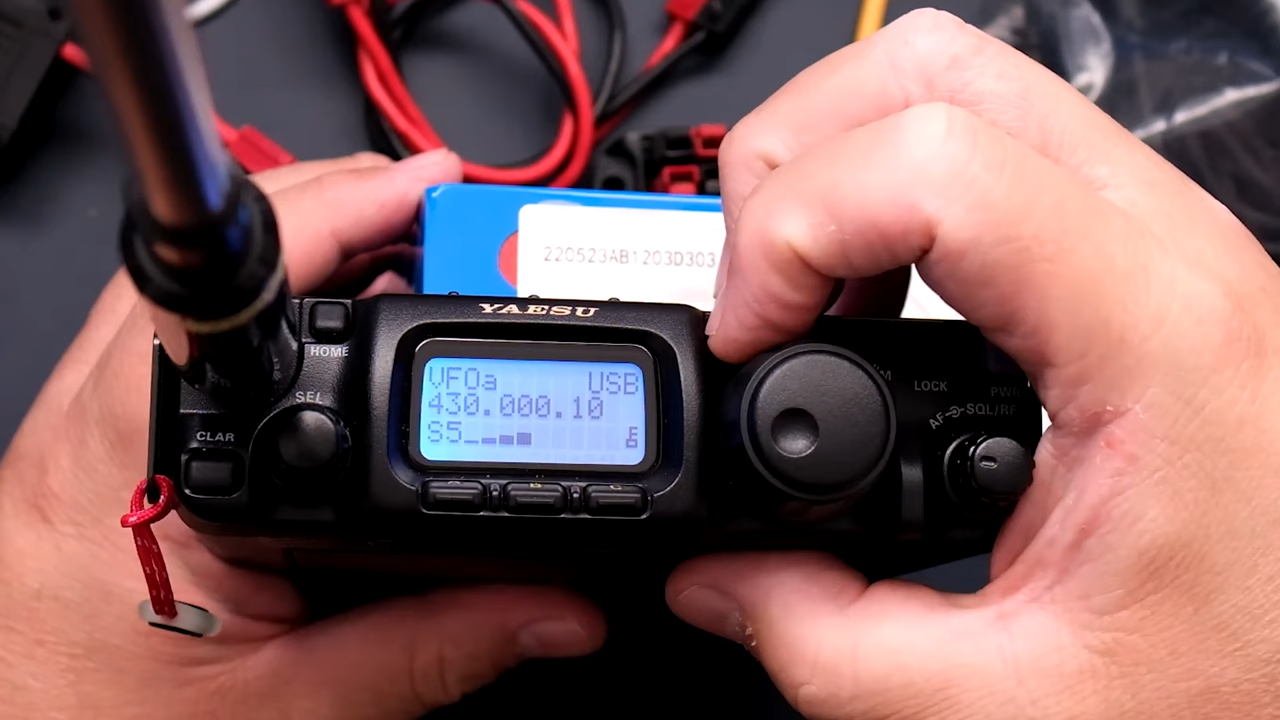 220523AB1203D303
YAESU
HOME
SEL
CLAR
VFOa USB
430.000.10
S5
A B C
LOCK
PWR
AF SQL/RF